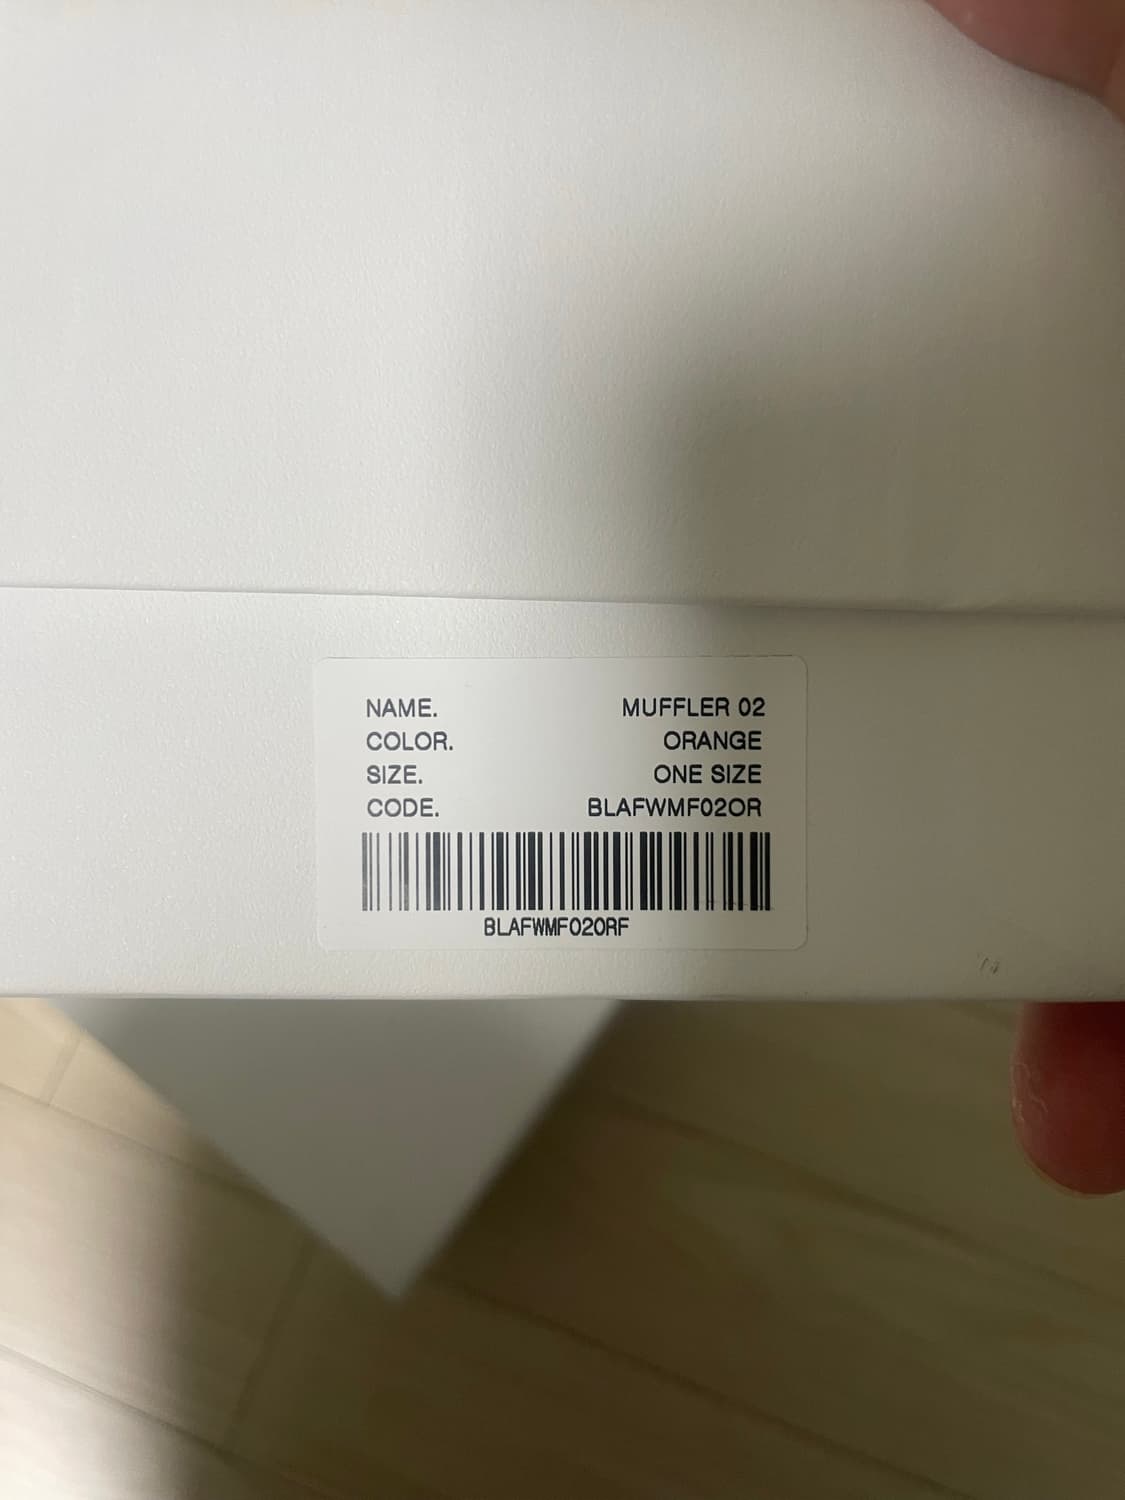 NAME. MUFFLER 02
COLOR. ORANGE
SIZE. ONE SIZE
CODE. BLAFWMF02OR
BLAFWMF02ORF